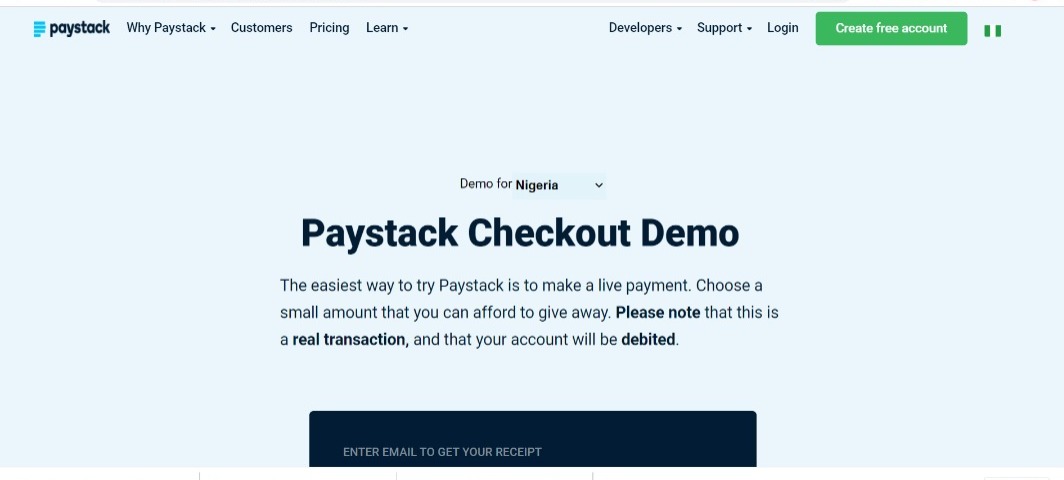 paystack Why Paystack Customers Pricing Learn Developers Support Login Create free account
Demo for Nigeria
Paystack Checkout Demo
The easiest way to try Paystack is to make a live payment. Choose a
small amount that you can afford to give away. Please note that this is
a real transaction, and that your account will be debited.
ENTER EMAIL TO GET YOUR RECEIPT